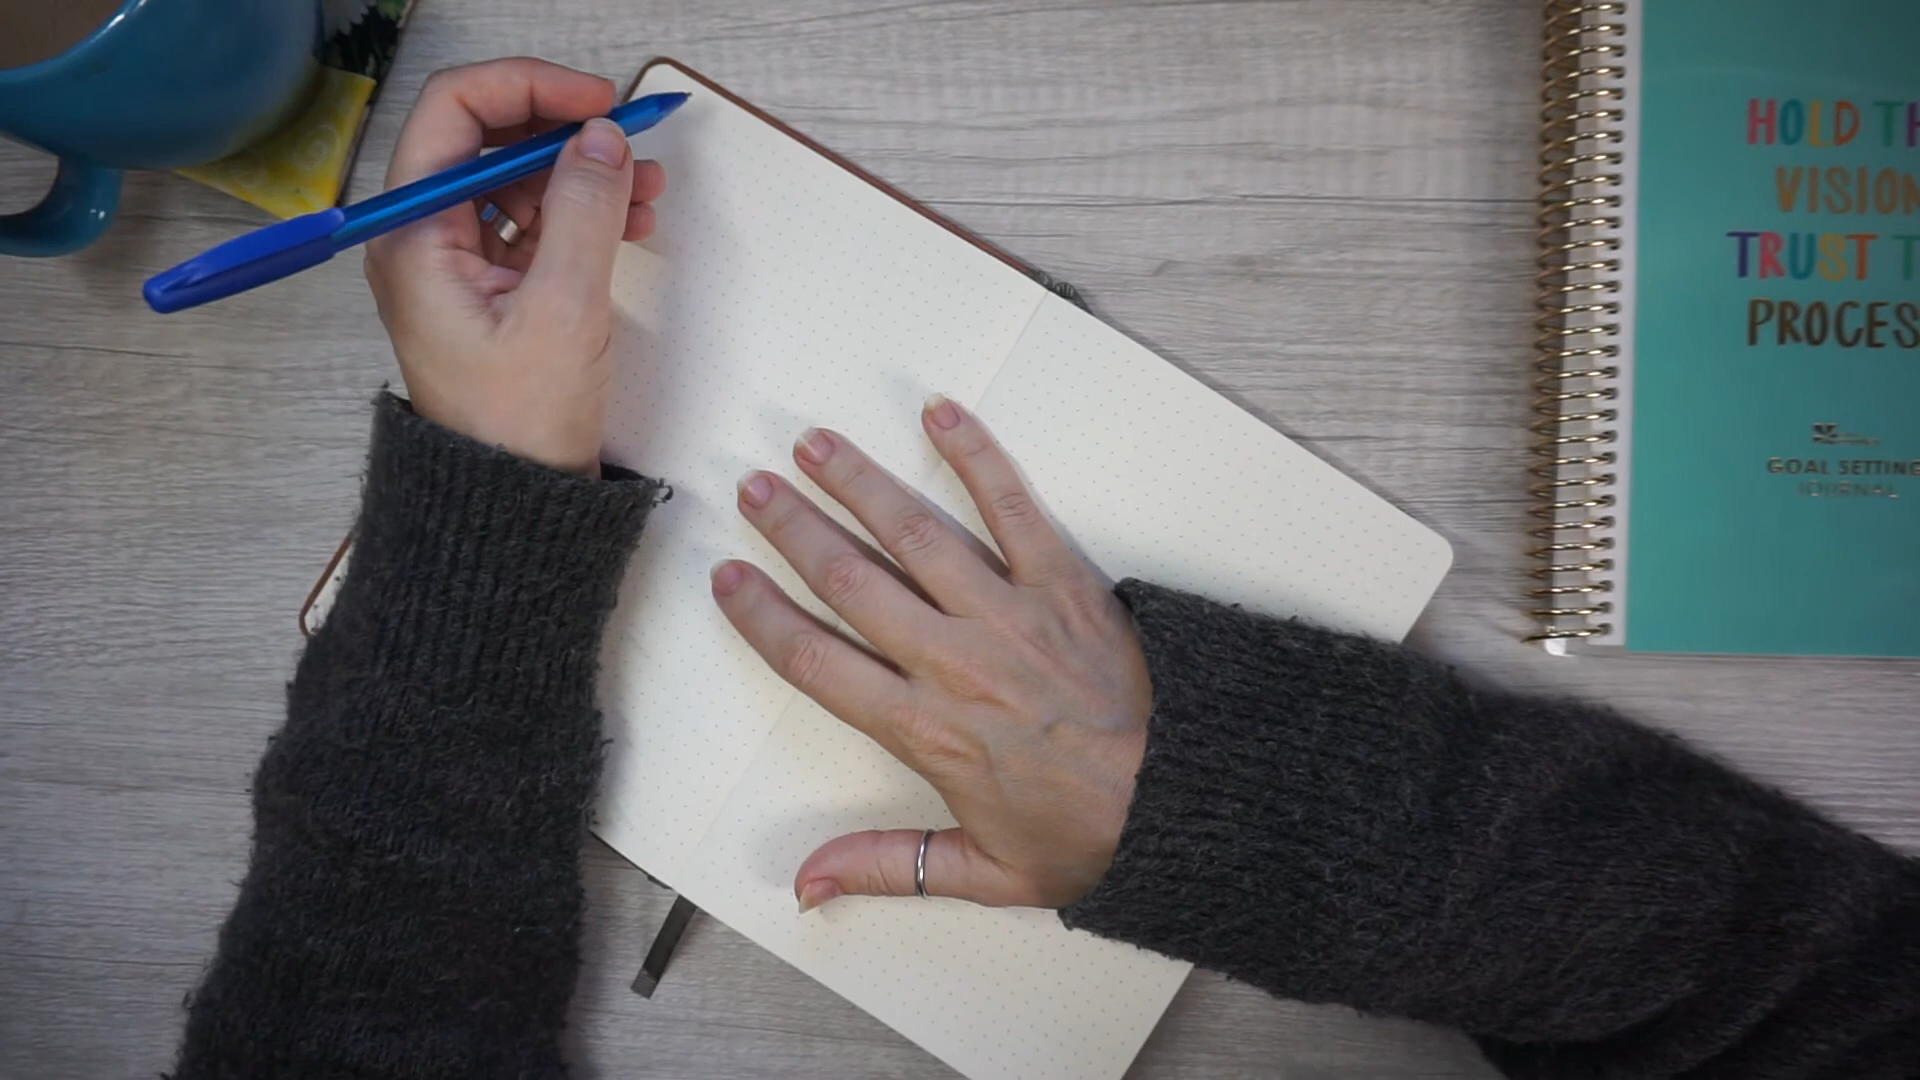 HOLD TH
VISION
TRUST T
PROCES
GOAL SETTING
JOURNAL